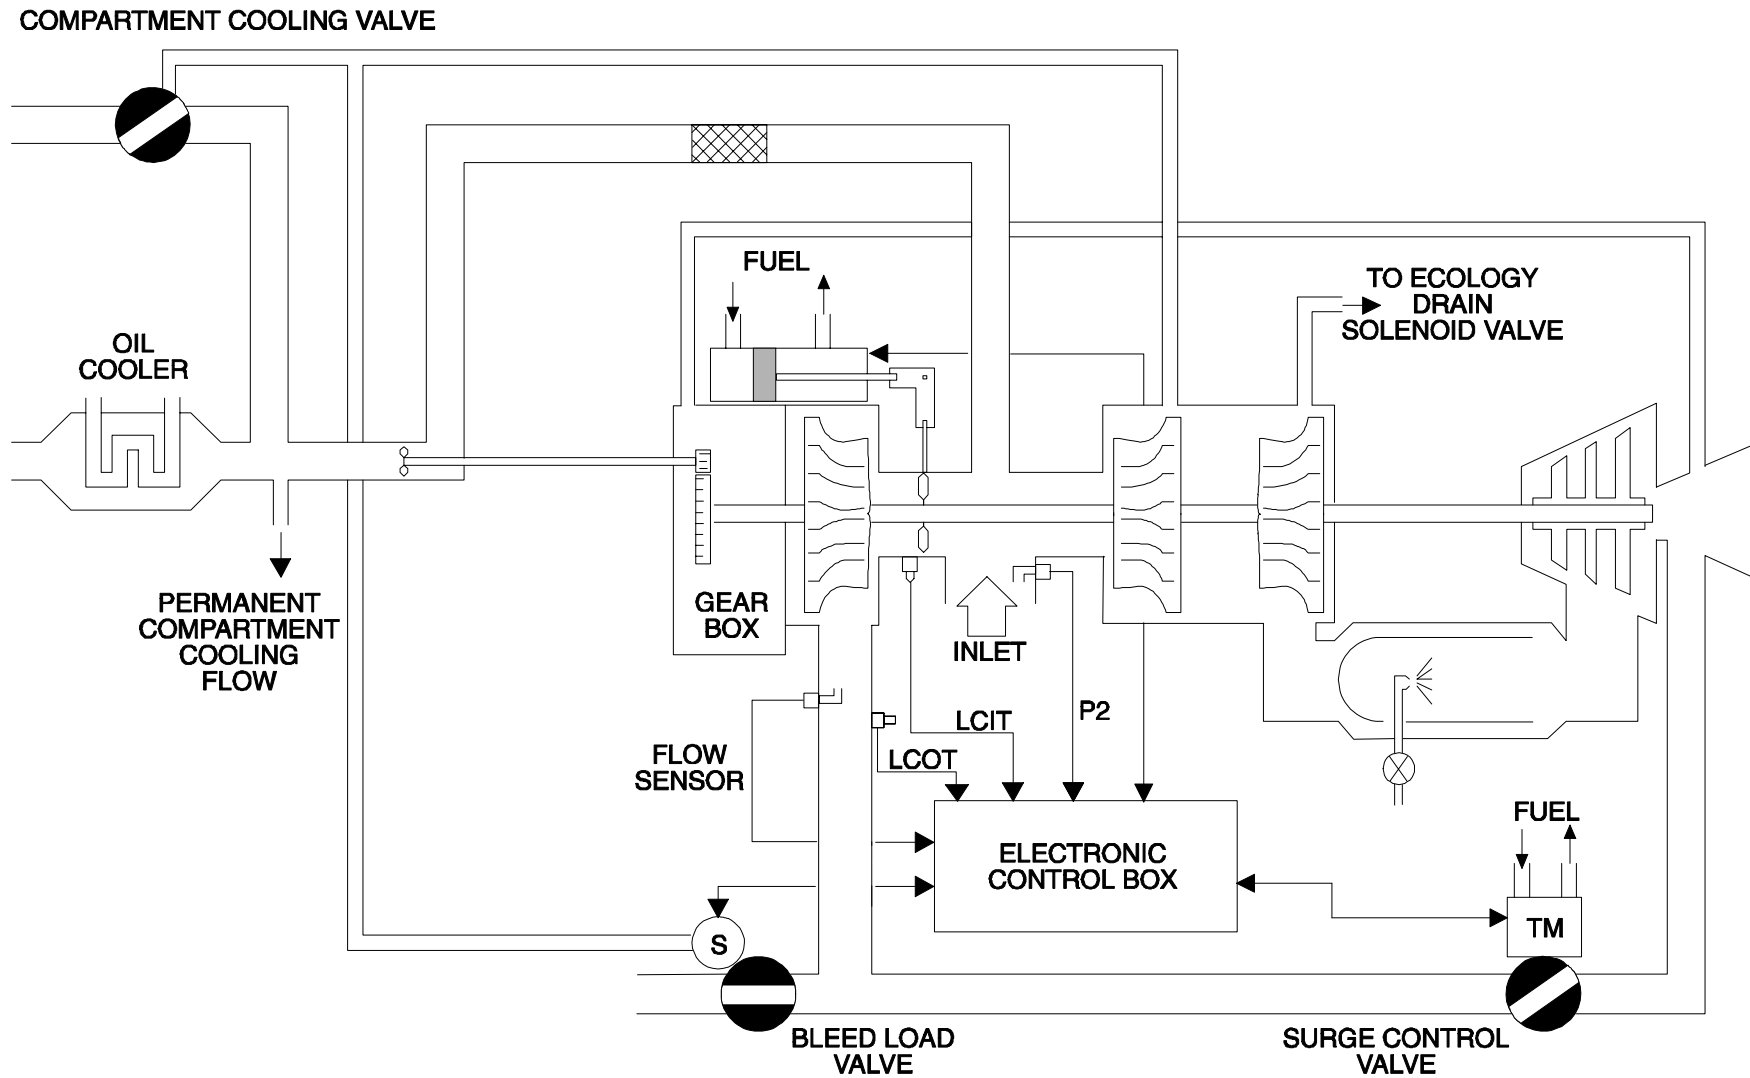 COMPARTMENT COOLING VALVE
FUEL
TO ECOLOGY
DRAIN
SOLENOID VALVE
OIL
COOLER
PERMANENT
COMPARTMENT
COOLING
FLOW
GEAR
BOX
INLET
P2
LCIT
LCOT
FLOW
SENSOR
ELECTRONIC
CONTROL BOX
FUEL
TM
S
BLEED LOAD
VALVE
SURGE CONTROL
VALVE